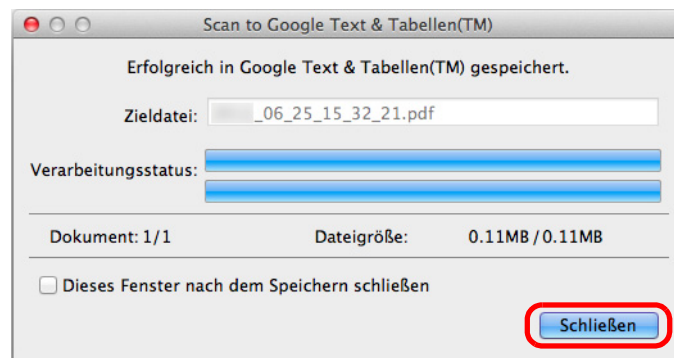 Scan to Google Text & Tabellen(TM)
Erfolgreich in Google Text & Tabellen(TM) gespeichert.
Zieldatei: _06_25_15_32_21.pdf
Verarbeitungsstatus:
Dokument: 1/1 Dateigröße: 0.11MB/0.11MB
Dieses Fenster nach dem Speichern schließen
Schließen